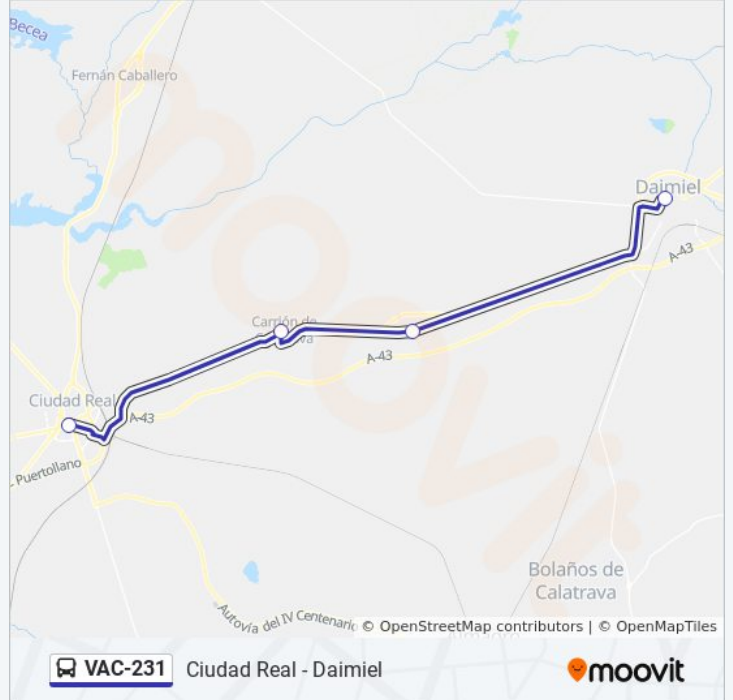 Becea
Fernán Caballero
moovit
Daimiel
A-43
Carrión de
A-43
Ciudad Real
A-43
Puertollano
Bolaños de
Calatrava
Autovía del IV Centenario
© OpenStreetMap contributors | © OpenMapTiles
VAC-231 Ciudad Real - Daimiel
moovit